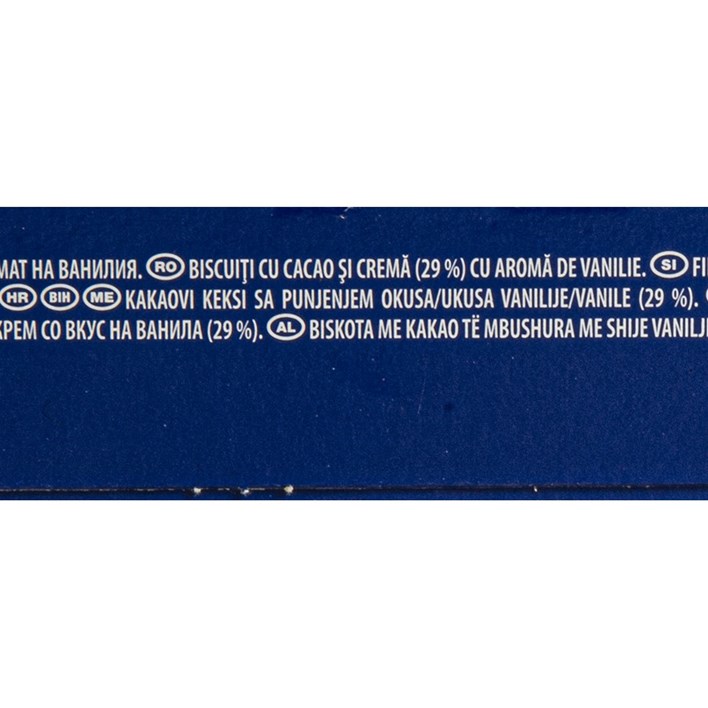 МАТ НА ВАНИЛИЯ. RO BISCUIŢI CU CACAO ŞI CREMĂ (29 %) CU AROMĂ DE VANILIE. SI FI
HR BIH ME KAKAOVI KEKSI SA PUNJENJEM OKUSA/UKUSA VANILIJE/VANILE (29 %).
КРЕМ СО ВКУС НА ВАНИЛА (29 %). AL BISKOTA ME KAKAO TË MBUSHURA ME SHIJE VANILJ